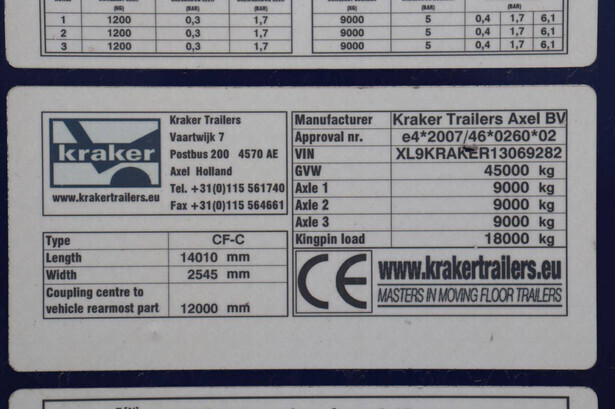 (KG) (BAR) (BAR) (KG) (BAR) (BAR)
1 1200 0,3 1,7 9000 5 0,4 1,7 6,1
2 1200 0,3 1,7 9000 5 0,4 1,7 6,1
3 1200 0,3 1,7 9000 5 0,4 1,7 6,1
kraker
www.krakertrailers.eu
Kraker Trailers
Vaartwijk 7
Postbus 200 4570 AE
Axel Holland
Tel. +31(0)115 561740
Fax +31(0)115 564661
Type CF-C
Length 14010 mm
Width 2545 mm
Coupling centre to
vehicle rearmost part 12000 mm
Manufacturer Kraker Trailers Axel BV
Approval nr. e4*2007/46*0260*02
VIN XL9KRAKER13069282
GVW 45000 kg
Axle 1 9000 kg
Axle 2 9000 kg
Axle 3 9000 kg
Kingpin load 18000 kg
CE
www.krakertrailers.eu
MASTERS IN MOVING FLOOR TRAILERS